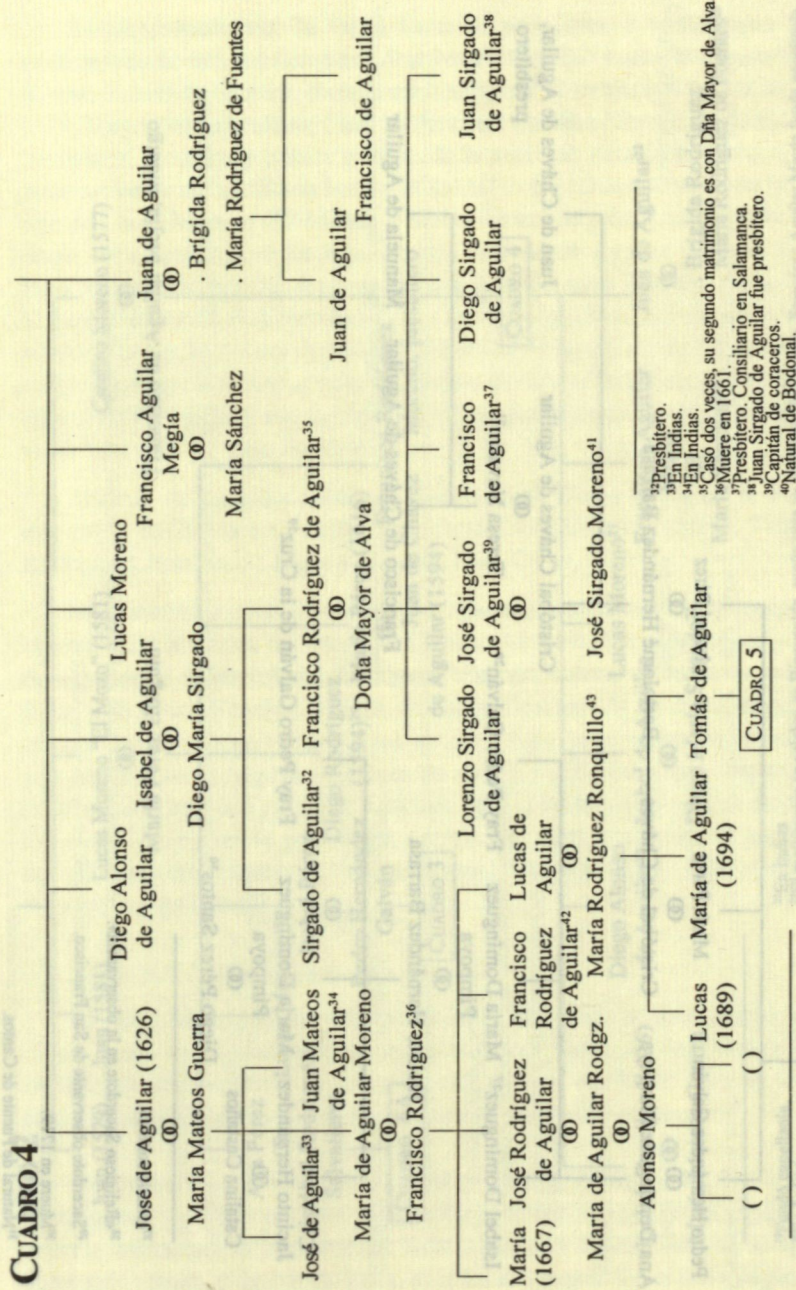 CUADRO 4
José de Aguilar (1626)
María Mateos Guerra
Diego Alonso
de Aguilar
Isabel de Aguilar
Diego María Sirgado
Lucas Moreno
Francisco Aguilar
Megía
María Sánchez
Juan de Aguilar
. Brígida Rodríguez
. María Rodríguez de Fuentes
José de Aguilar³³
Juan Mateos
de Aguilar³⁴
María de Aguilar Moreno
Francisco Rodríguez³⁶
Sirgado de Aguilar³²
Francisco Rodríguez de Aguilar³⁵
Doña Mayor de Alva
Juan de Aguilar
Francisco de Aguilar
María
(1667)
José Rodríguez
de Aguilar
María de Aguilar Rodgz.
Alonso Moreno
Francisco
Rodríguez
de Aguilar⁴²
Lucas de
Aguilar
María Rodríguez Ronquillo⁴³
Lorenzo Sirgado
de Aguilar
José Sirgado
de Aguilar³⁹
José Sirgado Moreno⁴¹
Francisco
de Aguilar³⁷
Diego Sirgado
de Aguilar
Juan Sirgado
de Aguilar³⁸
( )
( )
Lucas
(1689)
María de Aguilar
(1694)
Tomás de Aguilar
CUADRO 5
³²Presbítero.
³³En Indias.
³⁴En Indias.
³⁵Casó dos veces, su segundo matrimonio es con Dña Mayor de Alva
³⁶Muere en 1661.
³⁷Presbítero. Consiliario en Salamanca.
³⁸Juan Sirgado de Aguilar fue presbítero.
³⁹Capitán de coraceros.
⁴⁰Natural de Bodonal.